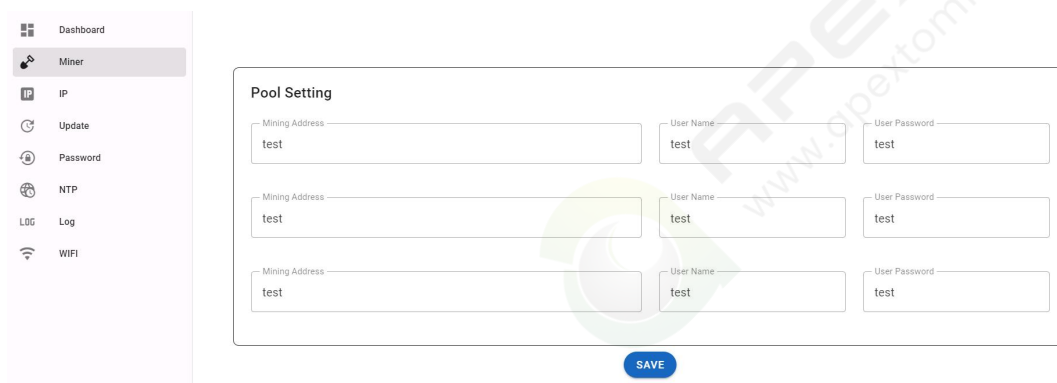 Dashboard
Miner
IP IP
Update
Password
NTP
LOG Log
WIFI
Pool Setting
Mining Address User Name User Password
test test test
Mining Address User Name User Password
test test test
Mining Address User Name User Password
test test test
SAVE